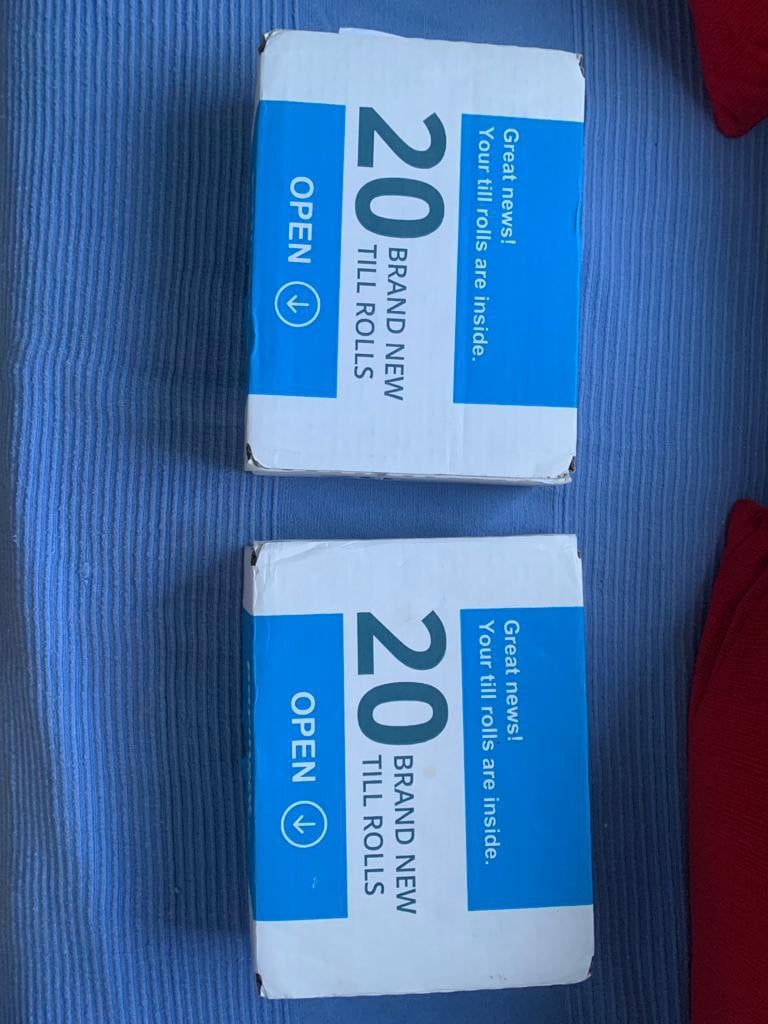 Great news!
Your till rolls are inside.
20 BRAND NEW
TILL ROLLS
OPEN
Great news!
Your till rolls are inside.
20 BRAND NEW
TILL ROLLS
OPEN